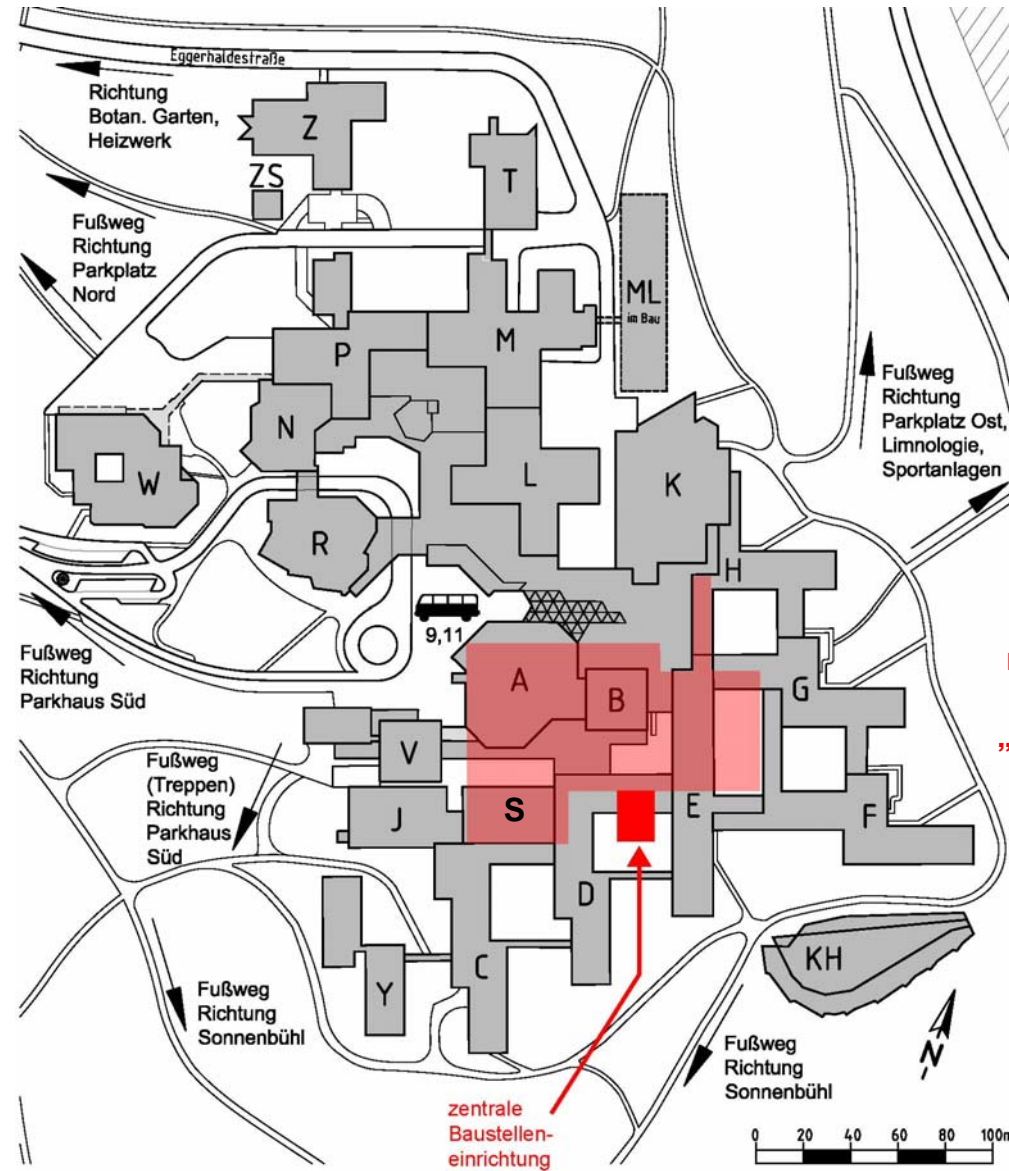 Eggerhaldestraße
Richtung
Botan. Garten,
Heizwerk
Z
ZS
T
Fußweg
Richtung
Parkplatz
Nord
ML
im Bau
P
M
Fußweg
Richtung
Parkplatz Ost,
Limnologie,
Sportanlagen
N
W
L
K
R
H
9,11
Fußweg
Richtung
Parkhaus Süd
A
B
G
V
„
Fußweg
(Treppen)
Richtung
Parkhaus
Süd
J
S
E
F
D
C
Y
KH
Fußweg
Richtung
Sonnenbühl
N
Fußweg
Richtung
Sonnenbühl
zentrale
Baustellen-
einrichtung
0 20 40 60 80 100m